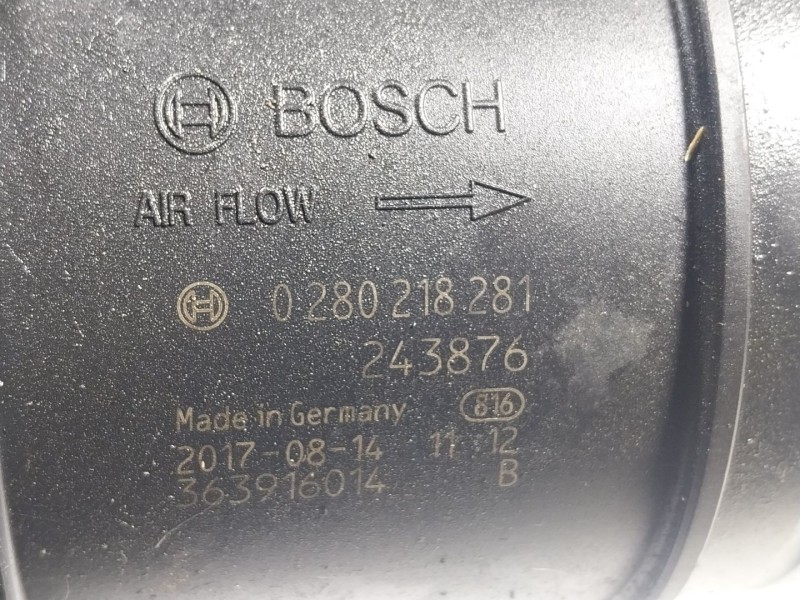 BOSCH
AIR FLOW
0 280 218 281
243876
Made in Germany 816
2017-08-14 11 12
363916014 B